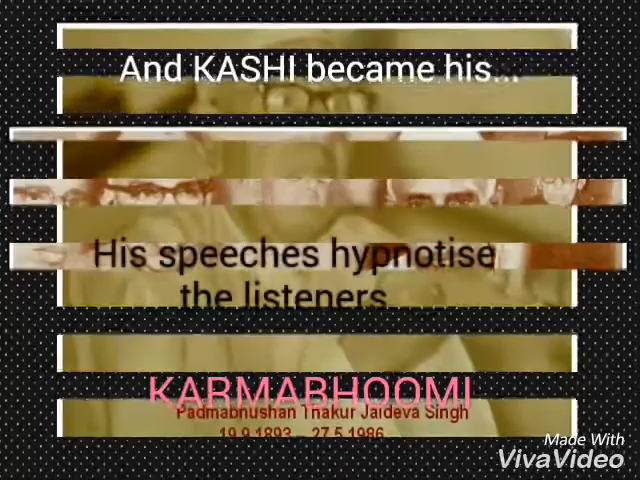 And KASHI became his...
His speeches hypnotise
the listeners
KARMABHOOMI
Padmabhushan Thakur Jaideva Singh
19.9.1893 - 27.5.1986
Made With
VivaVideo